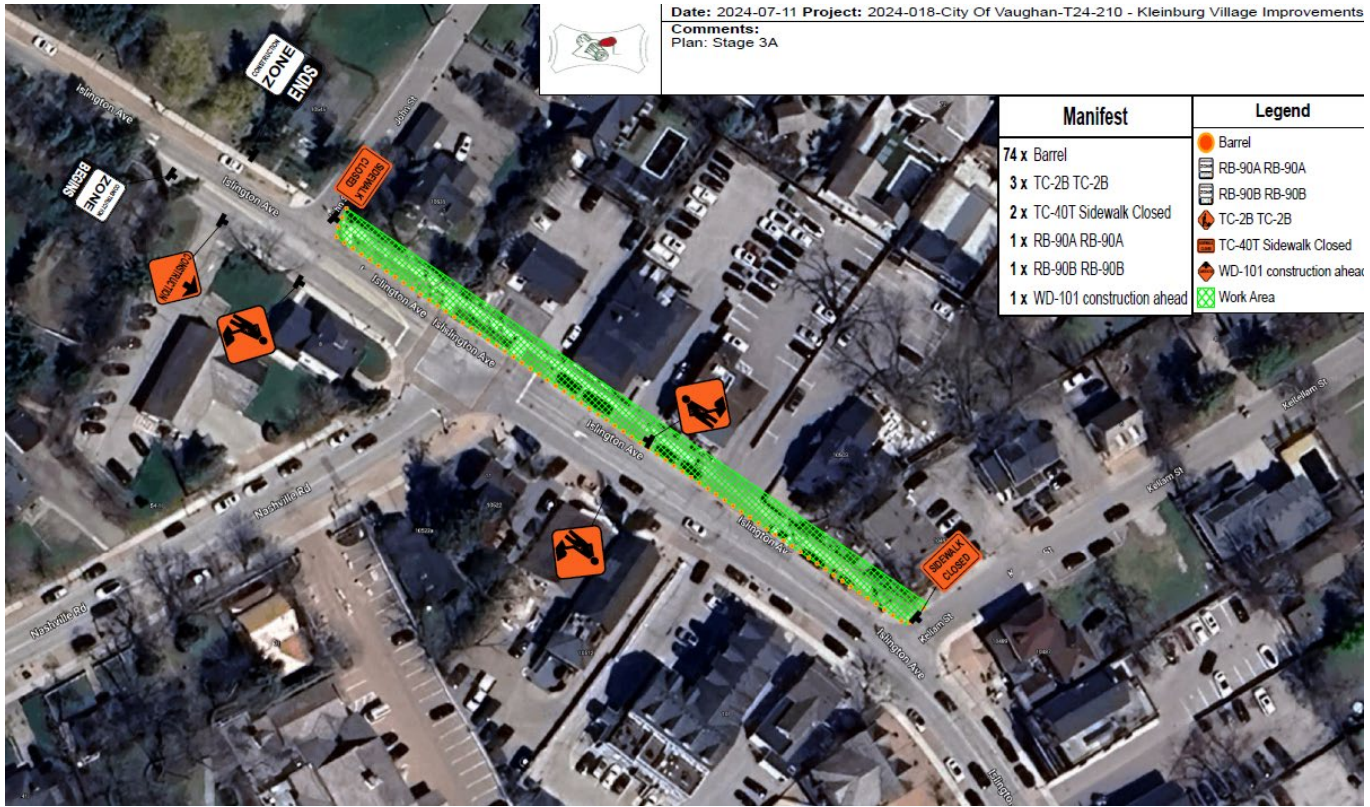 Date: 2024-07-11 Project: 2024-018-City Of Vaughan-T24-210 - Kleinburg Village Improvements
Comments:
Plan: Stage 3A
Manifest
74 x Barrel
3 x TC-2B TC-2B
2 x TC-40T Sidewalk Closed
1 x RB-90A RB-90A
1 x RB-90B RB-90B
1 x WD-101 construction ahead
Legend
Barrel
RB-90A RB-90A
RB-90B RB-90B
TC-2B TC-2B
TC-40T Sidewalk Closed
WD-101 construction ahead
Work Area
CONSTRUCTION
ZONE
ENDS
Islington Ave
John St
CONSTRUCTION
ZONE
BEGINS
Islington Ave
SIDEWALK
CLOSED
CONSTRUCTION
Islington Ave
Islington Ave
Islington Ave
Islington Ave
Nashville Rd
Nashville Rd
Kellam St
SIDEWALK
CLOSED
Kellam St
Islington Ave
10522